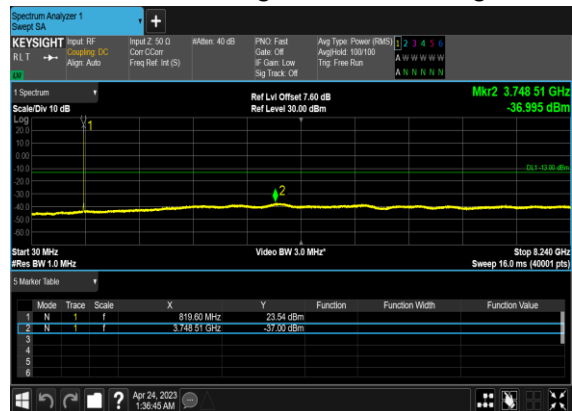 Spectrum Analyzer 1
Swept SA
+
KEYSIGHT Input: RF Input Z: 50 Ω #Atten: 40 dB PNO: Fast Avg Type: Power (RMS) 1 2 3 4 5 6
RLT Coupling: DC Corr CCorr Gate: Off Avg|Hold: 100/100 A W W W W W
Align: Auto Freq Ref: Int (S) IF Gain: Low Trig: Free Run
Sig Track: Off A N N N N N
1 Spectrum Ref Lvl Offset 7.60 dB Mkr2 3.748 51 GHz
Scale/Div 10 dB Ref Level 30.00 dBm -36.995 dBm
Log
20.0
10.0
0.00
-10.0
-20.0
-30.0
-40.0
-50.0
-60.0
1
DL1 -13.00 dBm
2
Start 30 MHz Video BW 3.0 MHz* Stop 8.240 GHz
#Res BW 1.0 MHz Sweep 16.0 ms (40001 pts)
5 Marker Table
Mode Trace Scale X Y Function Function Width Function Value
1 N 1 f 819.60 MHz 23.54 dBm
2 N 1 f 3.748 51 GHz -37.00 dBm
3
4
5
6
? Apr 24, 2023
1:36:45 AM